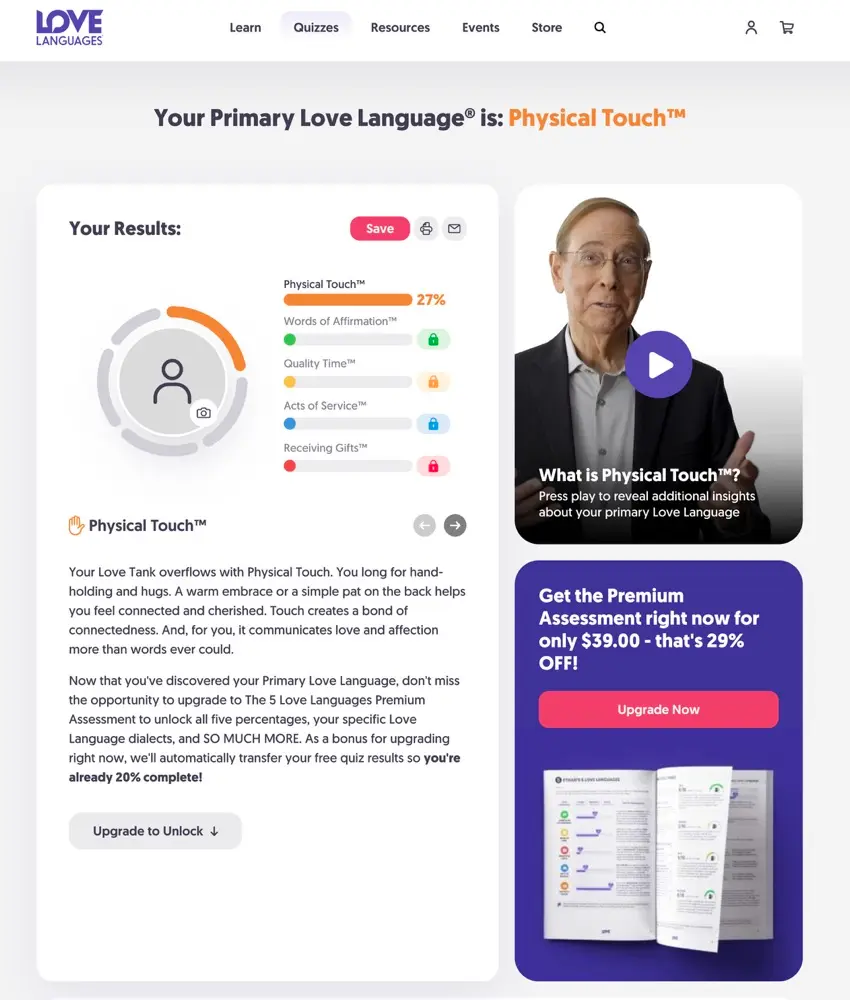 LOVE
LANGUAGES
Learn
Quizzes
Resources
Events
Store
Your Primary Love Language® is: Physical Touch™
Your Results:
Save
Physical Touch™
27%
Words of Affirmation™
Quality Time™
Acts of Service™
Receiving Gifts™
Physical Touch™
Your Love Tank overflows with Physical Touch. You long for hand-
holding and hugs. A warm embrace or a simple pat on the back helps
you feel connected and cherished. Touch creates a bond of
connectedness. And, for you, it communicates love and affection
more than words ever could.
Now that you've discovered your Primary Love Language, don't miss
the opportunity to upgrade to The 5 Love Languages Premium
Assessment to unlock all five percentages, your specific Love
Language dialects, and SO MUCH MORE. As a bonus for upgrading
right now, we'll automatically transfer your free quiz results so you're
already 20% complete!
Upgrade to Unlock ↓
What is Physical Touch™?
Press play to reveal additional insights
about your primary Love Language
Get the Premium
Assessment right now for
only $39.00 - that's 29%
OFF!
Upgrade Now